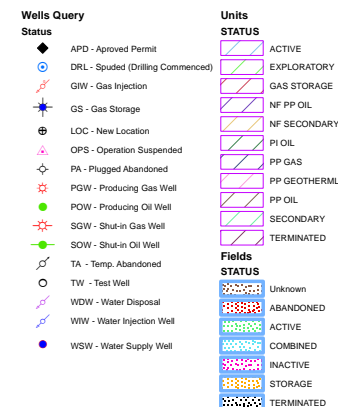 Wells Query
Status
APD - Aproved Permit
DRL - Spuded (Drilling Commenced)
GIW - Gas Injection
GS - Gas Storage
LOC - New Location
OPS - Operation Suspended
PA - Plugged Abandoned
PGW - Producing Gas Well
POW - Producing Oil Well
SGW - Shut-in Gas Well
SOW - Shut-in Oil Well
TA - Temp. Abandoned
TW - Test Well
WDW - Water Disposal
WIW - Water Injection Well
WSW - Water Supply Well
Units
STATUS
ACTIVE
EXPLORATORY
GAS STORAGE
NF PP OIL
NF SECONDARY
PI OIL
PP GAS
PP GEOTHERML
PP OIL
SECONDARY
TERMINATED
Fields
STATUS
Unknown
ABANDONED
ACTIVE
COMBINED
INACTIVE
STORAGE
TERMINATED